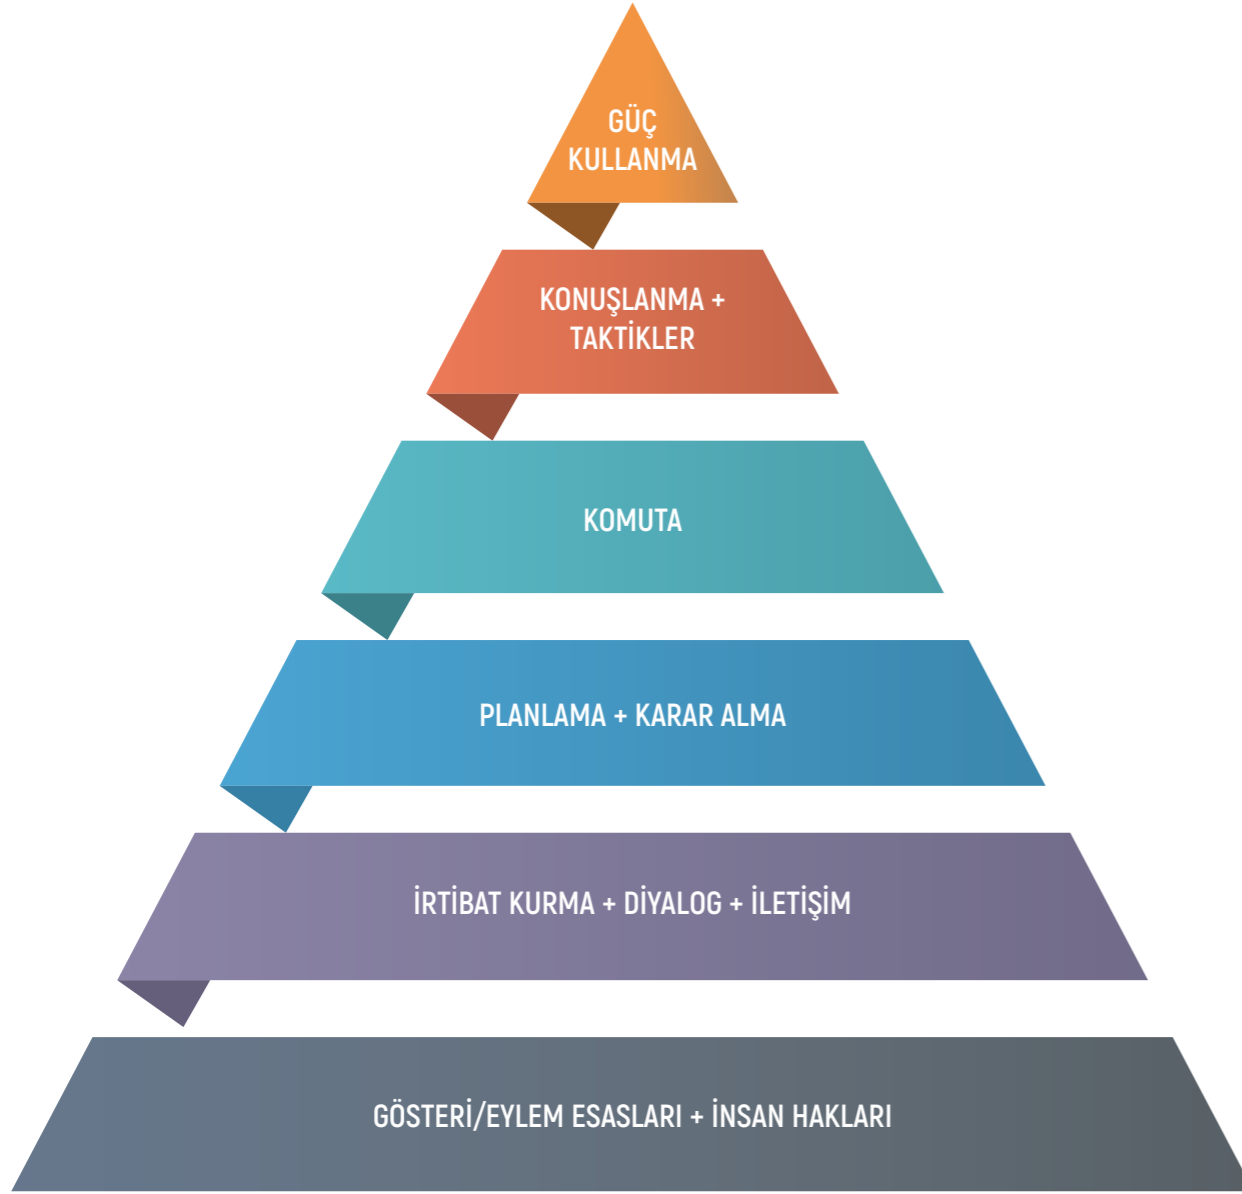 GÜÇ
KULLANMA
KONUŞLANMA +
TAKTİKLER
KOMUTA
PLANLAMA + KARAR ALMA
İRTİBAT KURMA + DİYALOG + İLETİŞİM
GÖSTERİ/EYLEM ESASLARI + İNSAN HAKLARI